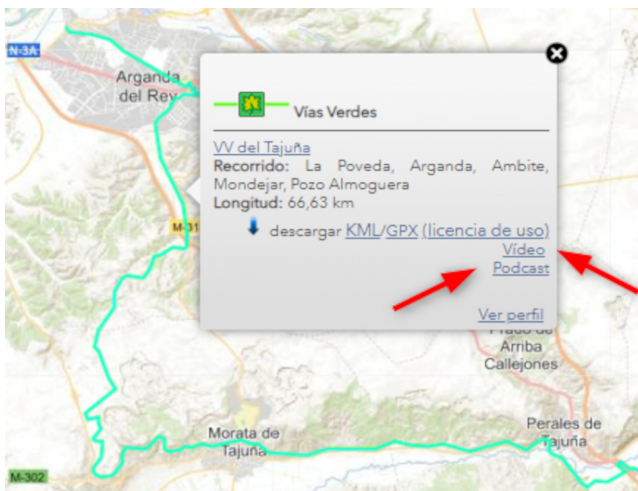 N-3A
Arganda
del Rey
Vías Verdes
VV del Tajuña
Recorrido: La Poveda, Arganda, Ambite,
Mondejar, Pozo Almoguera
Longitud: 66,63 km
descargar KML/GPX (licencia de uso)
Vídeo
Podcast
Ver perfil
M-31
Prado de
Arriba
Callejones
Morata de
Tajuña
Perales de
Tajuña
M-302